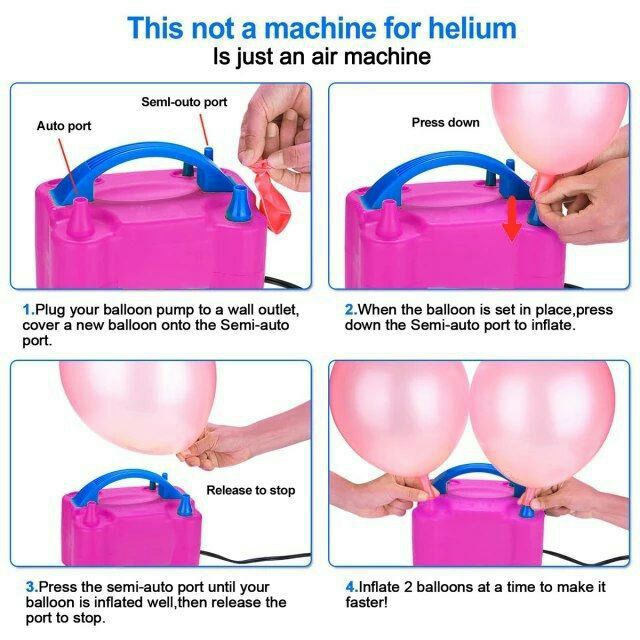 This not a machine for helium
Is just an air machine
Semi-outo port
Auto port
Press down
1.Plug your balloon pump to a wall outlet,
cover a new balloon onto the Semi-auto
port.
2.When the balloon is set in place,press
down the Semi-auto port to inflate.
Release to stop
3.Press the semi-auto port until your
balloon is inflated well,then release the
port to stop.
4.Inflate 2 balloons at a time to make it
faster!